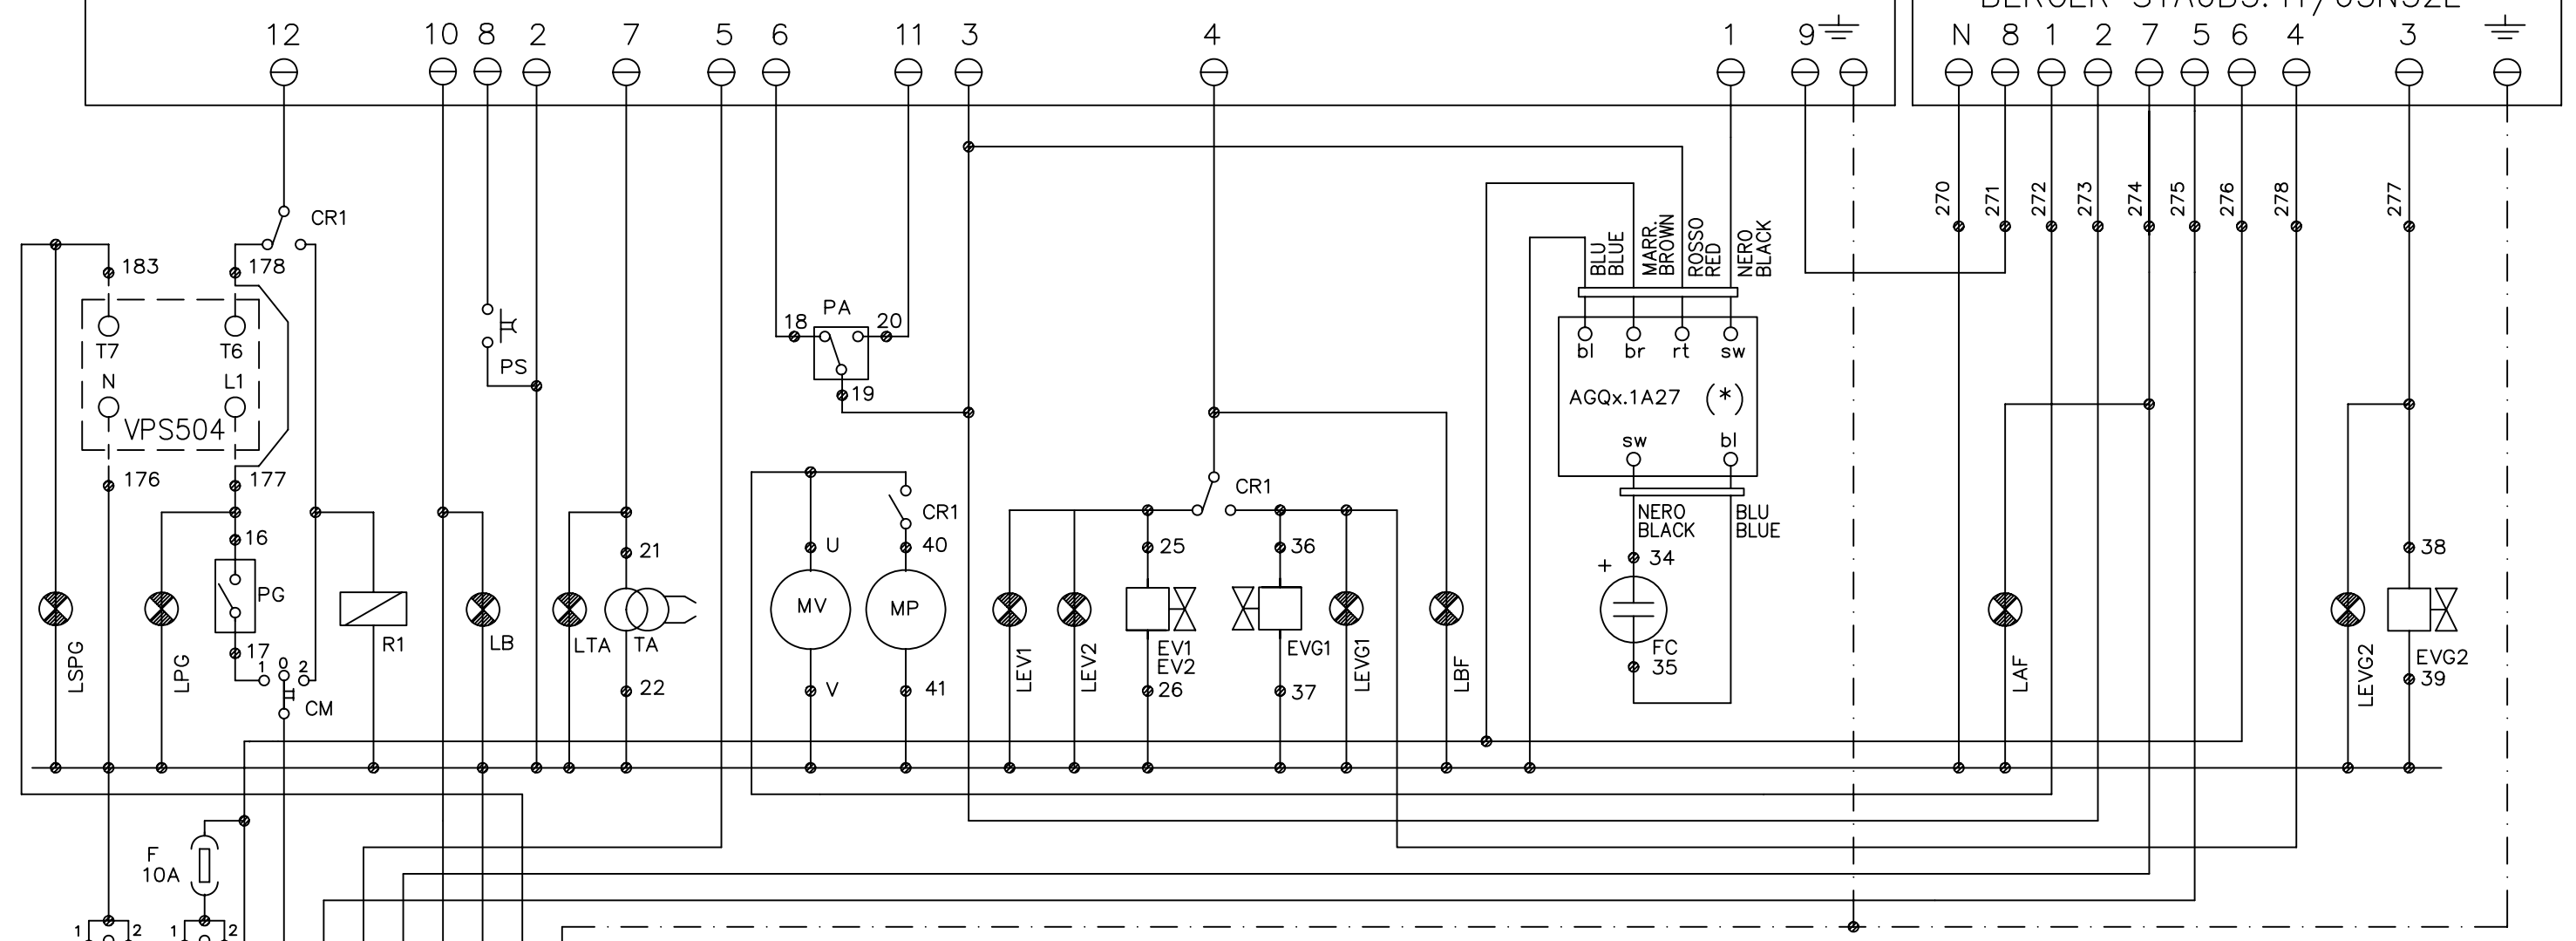 BERGER STAUBS. H/G3N3ZE
12 10 8 2 7 5 6 11 3 4 1 9
N 8 1 2 7 5 6 4 3
270 271 272 273 274 275 276 278 277
CR1
183 178
BLU
BLUE
MARR.
BROWN
ROSSO
RED
NERO
BLACK
PA
18 20
T7 T6
bl br rt sw
PS
N L1
19
AGQx.1A27 (*)
VPS504
sw bl
176 177
CR1
CR1
NERO
BLACK
BLU
BLUE
16 21 U 40 25 36 34 38
+
PG
MV MP
R1 LB LTA TA
EV1
EV2
EVG1
FC
35
EVG2
17
1 0 2
LSPG LPG LEV1 LEV2 LEVG1 LBF LAF LEVG2
22 V 41 26 37 39
CM
F
10A
1 2 1 2